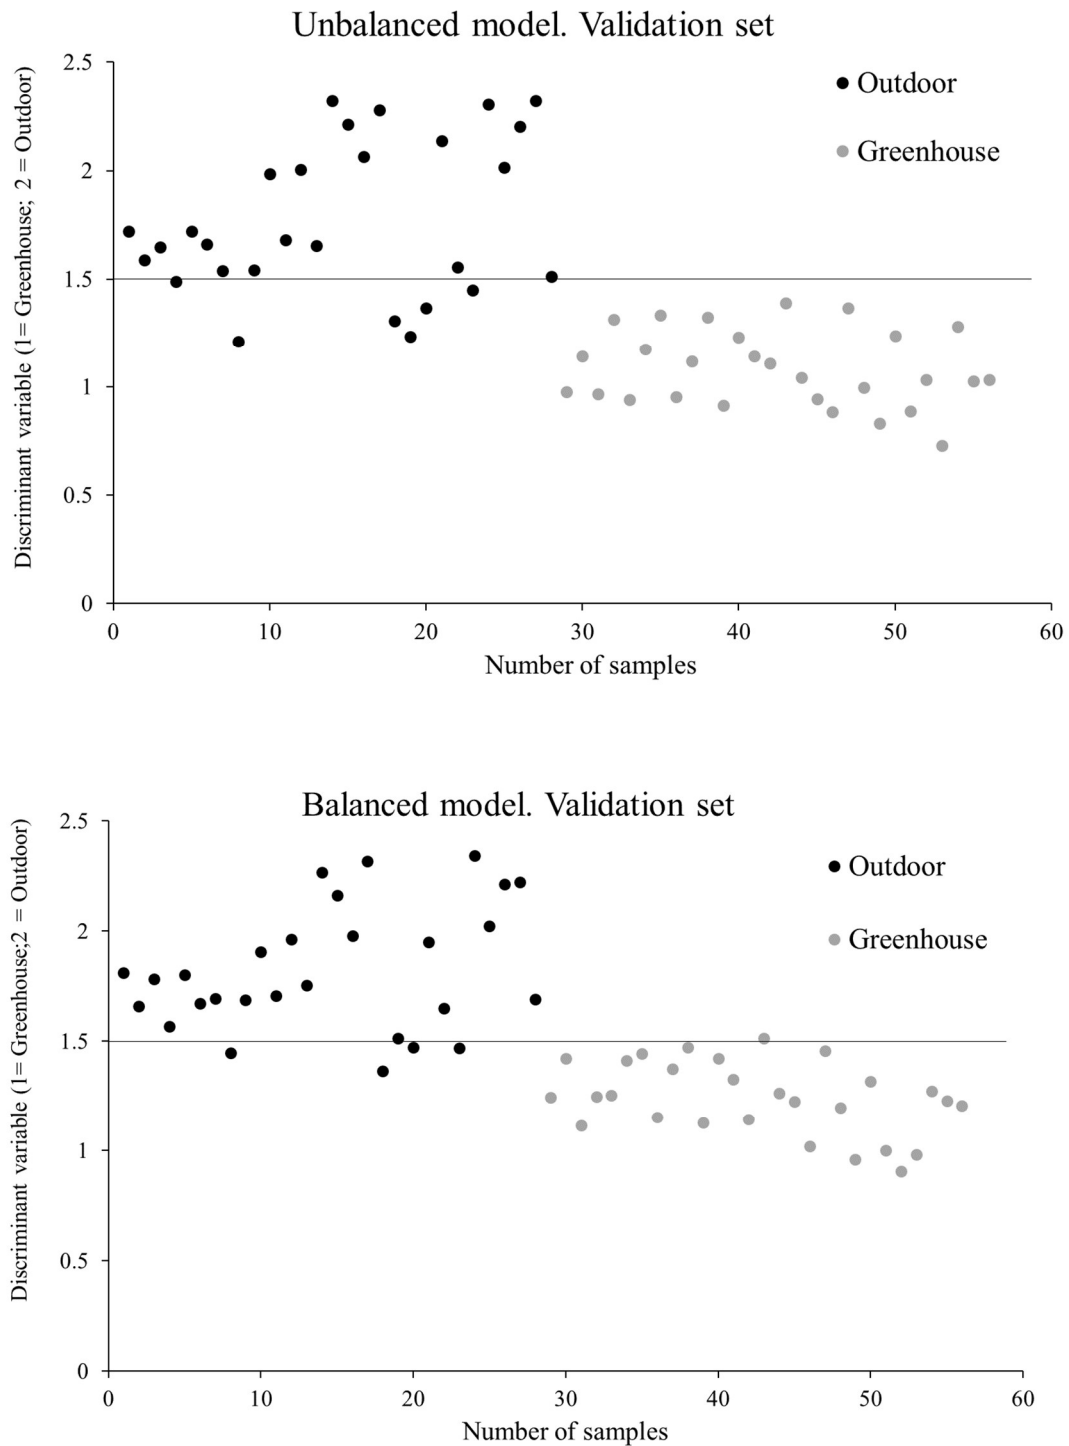 Unbalanced model. Validation set
Discriminant variable (1= Greenhouse; 2 = Outdoor)
2.5
2
1.5
1
0.5
0
0 10 20 30 40 50 60
Number of samples
Outdoor
Greenhouse
Balanced model. Validation set
Discriminant variable (1= Greenhouse;2 = Outdoor)
2.5
2
1.5
1
0.5
0
0 10 20 30 40 50 60
Number of samples
Outdoor
Greenhouse